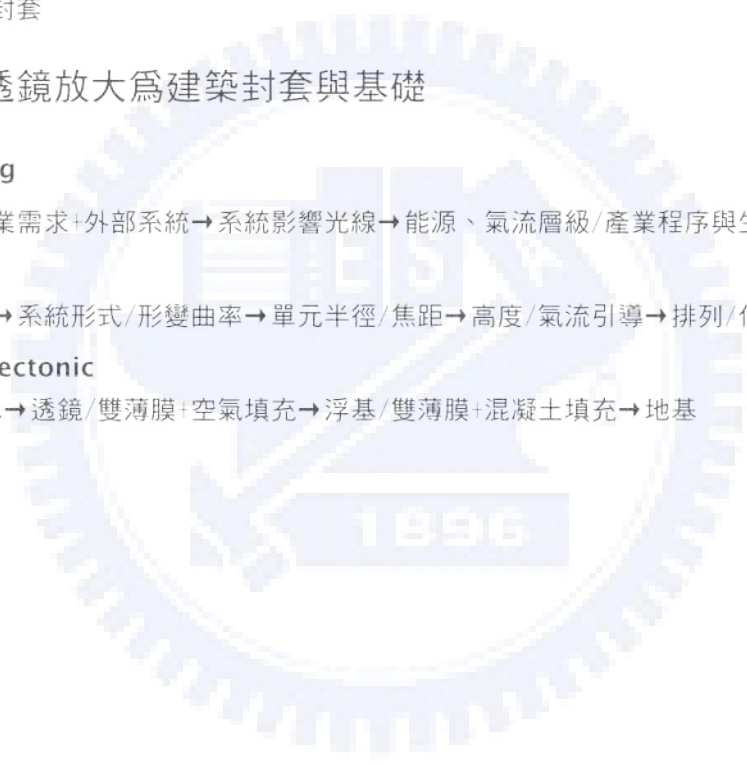 封套
透鏡放大爲建築封套與基礎
g
業需求+外部系統→系統影響光線→能源、氣流層級/產業程序與生
→系統形式/形變曲率→單元半徑/焦距→高度/氣流引導→排列/
ectonic
→透鏡/雙薄膜+空氣填充→浮基/雙薄膜+混凝土填充→地基
ESA
1896